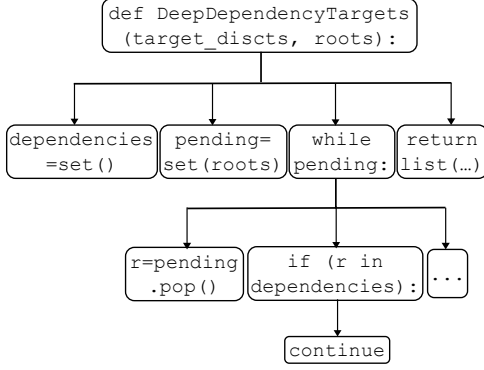 def DeepDependencyTargets
(target_discts, roots):
dependencies
=set()
pending=
set(roots)
while
pending:
return
list(…)
r=pending
.pop()
if (r in
dependencies):
...
continue